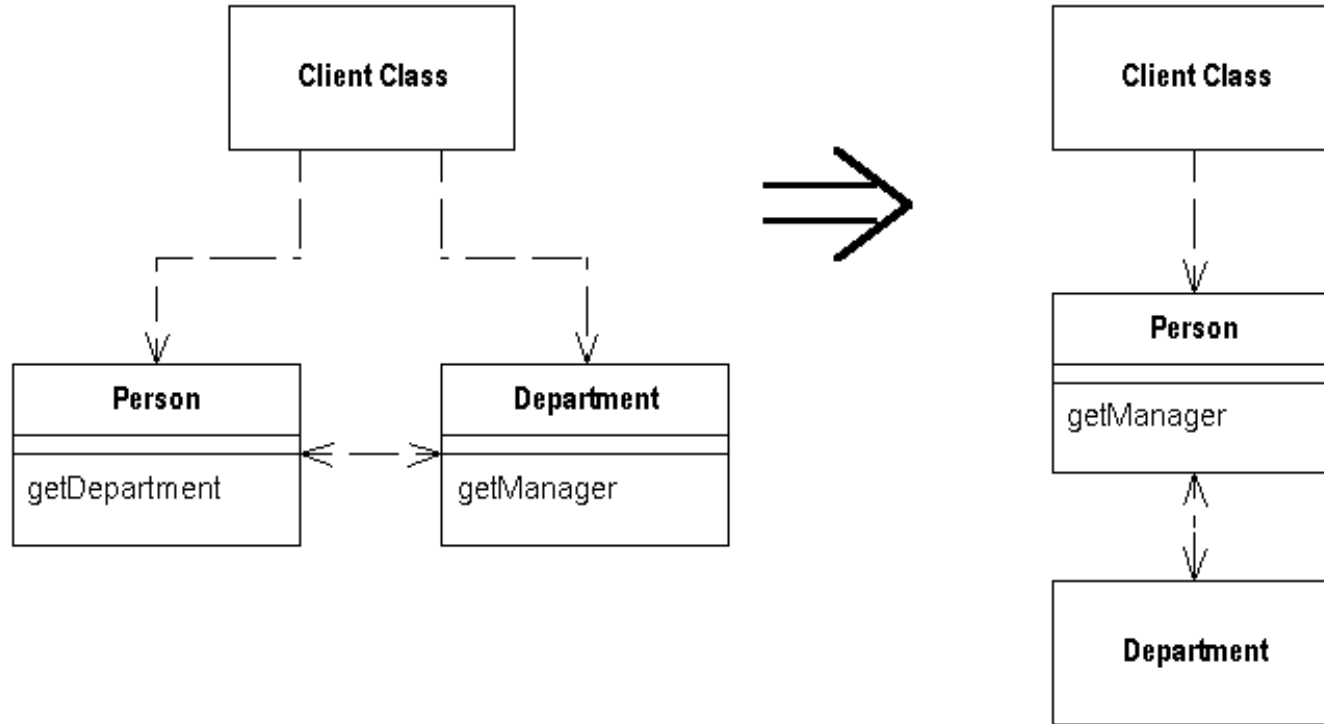 Client Class
Person
getDepartment
Department
getManager
Client Class
Person
getManager
Department